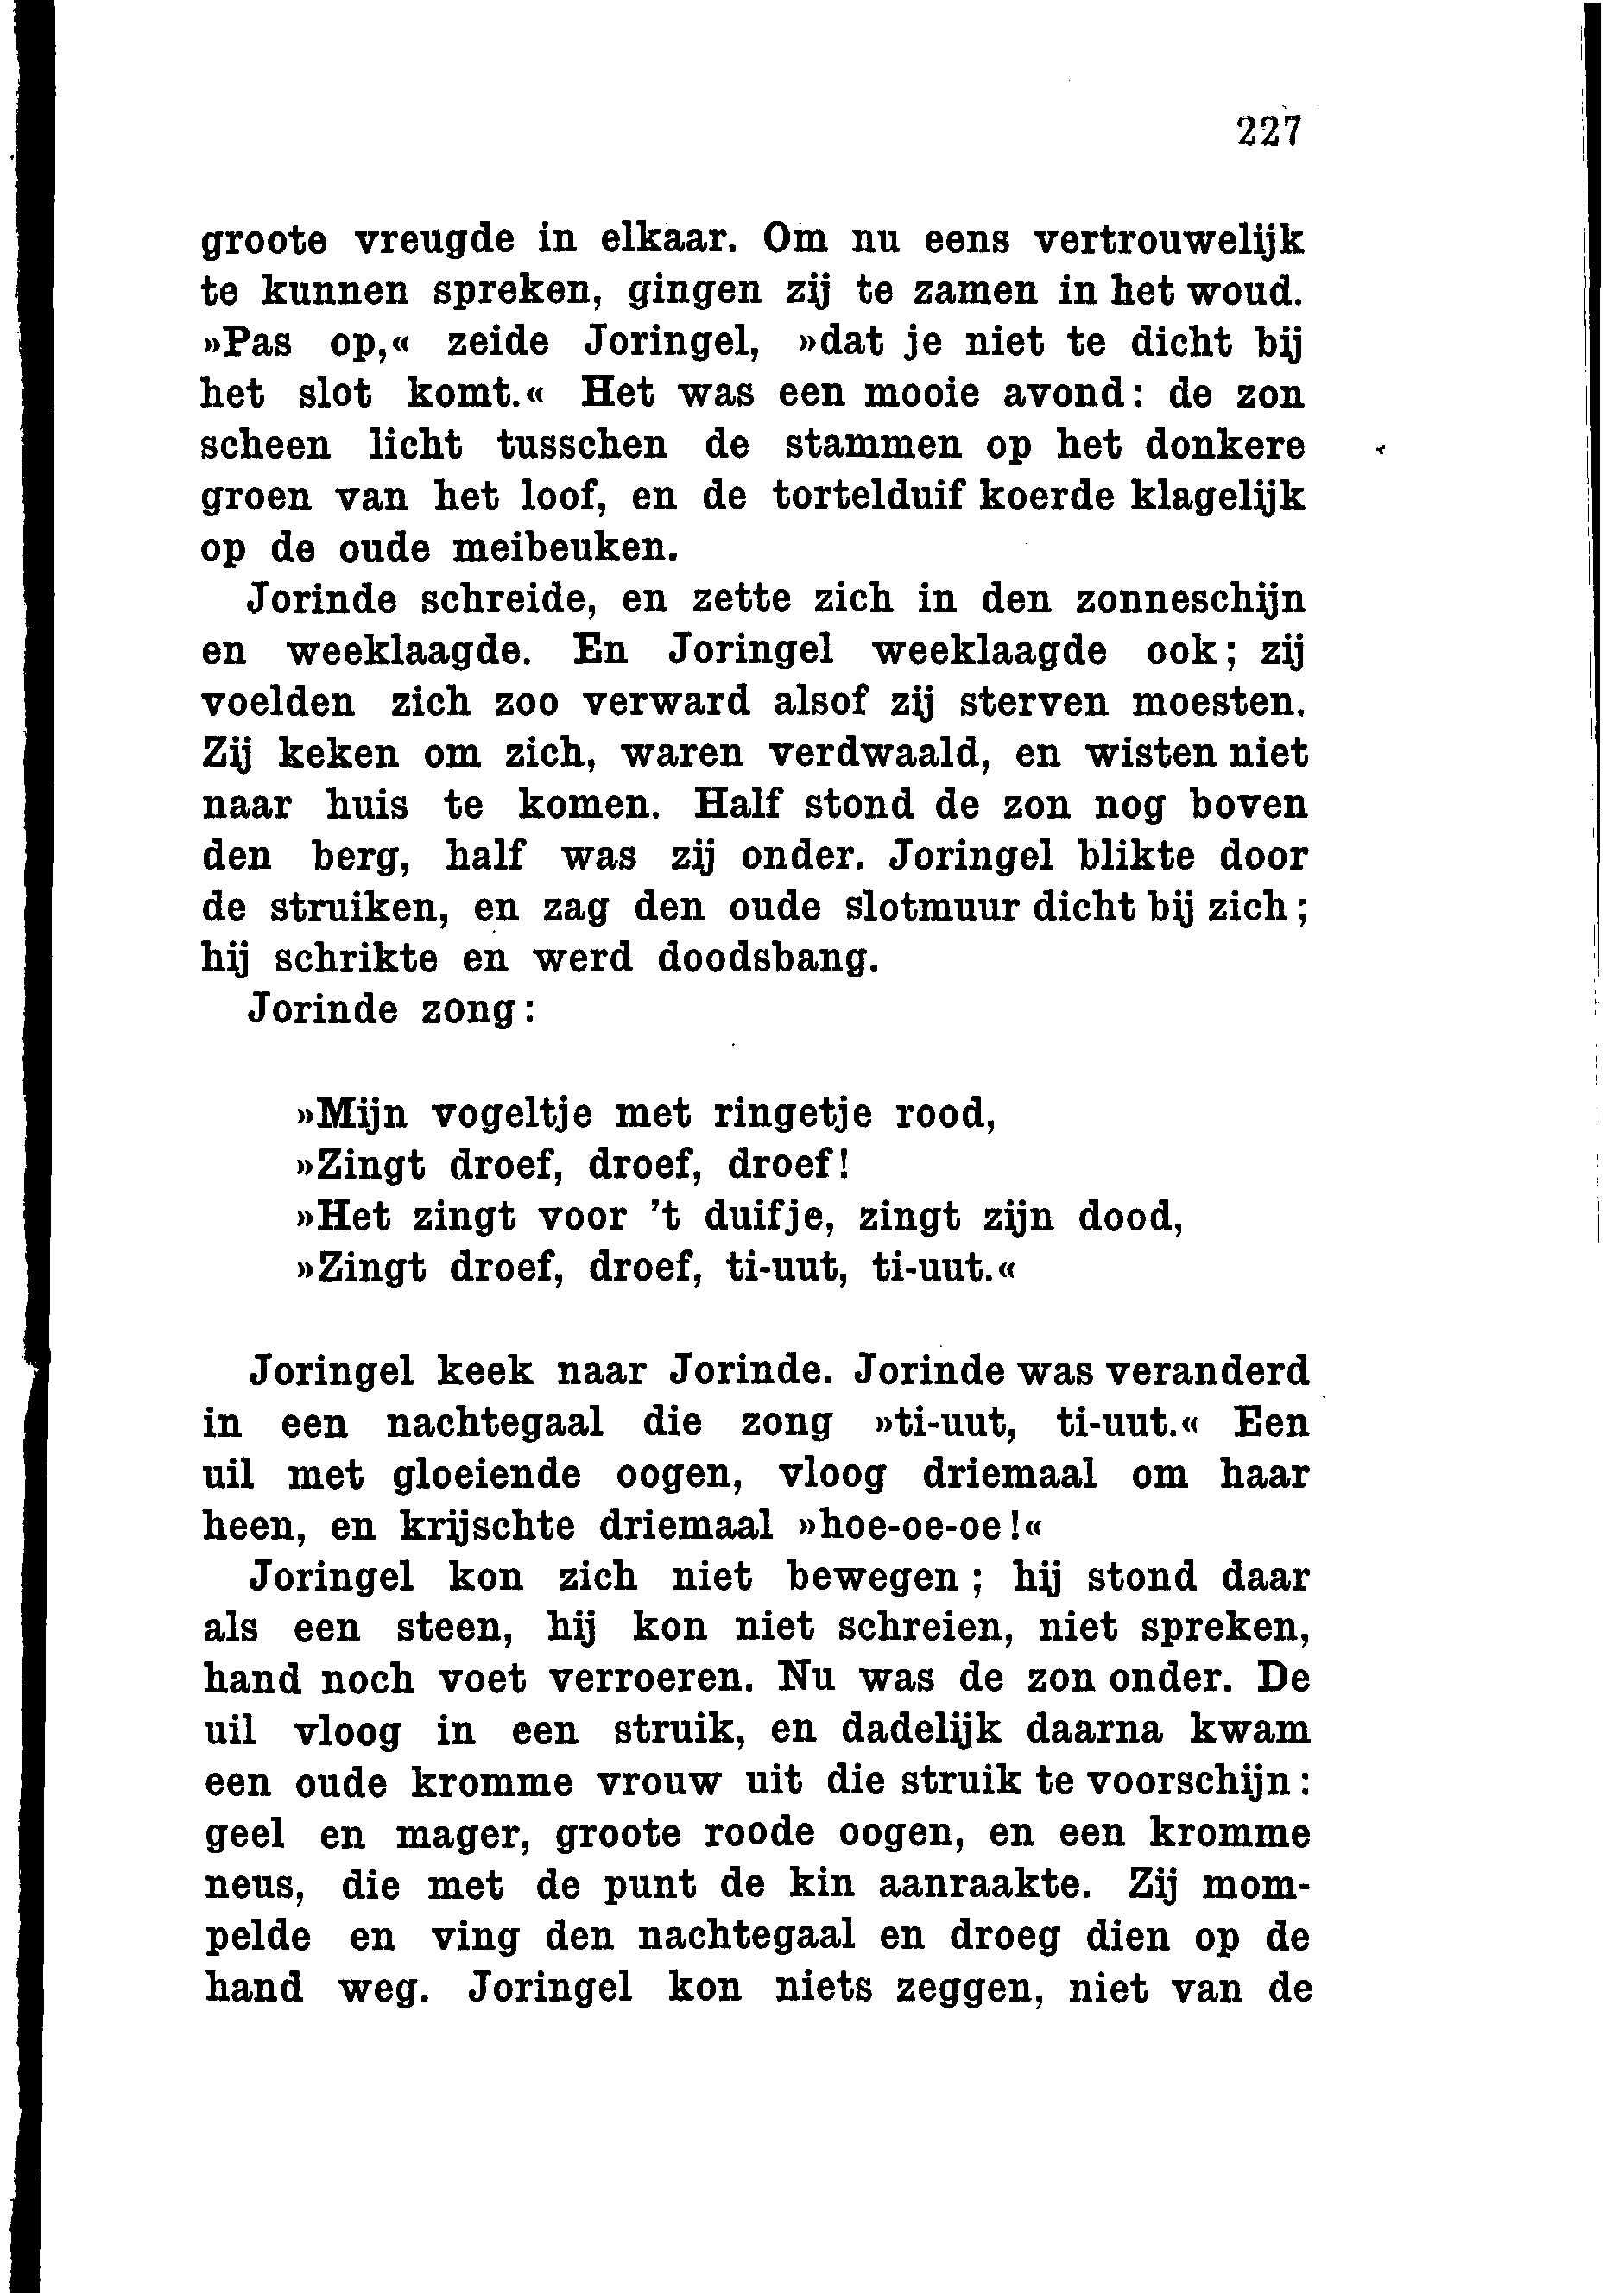 227
groote vreugde in elkaar. Om nu eens vertrouwelijk
te kunnen spreken, gingen zij te zamen in het woud.
»Pas op,« zeide Joringel, »dat je niet te dicht bij
het slot komt.« Het was een mooie avond: de zon
scheen licht tusschen de stammen op het donkere
groen van het loof, en de tortelduif koerde klagelijk
op de oude meibeuken.
Jorinde schreide, en zette zich in den zonneschijn
en weeklaagde. En Joringel weeklaagde ook; zij
voelden zich zoo verward alsof zij sterven moesten.
Zij keken om zich, waren verdwaald, en wisten niet
naar huis te komen. Half stond de zon nog boven
den berg, half was zij onder. Joringel blikte door
de struiken, en zag den oude slotmuur dicht bij zich;
hij schrikte en werd doodsbang.
Jorinde zong:
»Mijn vogeltje met ringetje rood,
»Zingt droef, droef, droef!
»Het zingt voor 't duifje, zingt zijn dood,
»Zingt droef, droef, ti-uut, ti-uut.«
Joringel keek naar Jorinde. Jorinde was veranderd
in een nachtegaal die zong »ti-uut, ti-uut.« Een
uil met gloeiende oogen, vloog driemaal om haar
heen, en krijschte driemaal »hoe-oe-oe!«
Joringel kon zich niet bewegen; hij stond daar
als een steen, hij kon niet schreien, niet spreken,
hand noch voet verroeren. Nu was de zon onder. De
uil vloog in een struik, en dadelijk daarna kwam
een oude kromme vrouw uit die struik te voorschijn:
geel en mager, groote roode oogen, en een kromme
neus, die met de punt de kin aanraakte. Zij mom-
pelde en ving den nachtegaal en droeg dien op de
hand weg. Joringel kon niets zeggen, niet van de